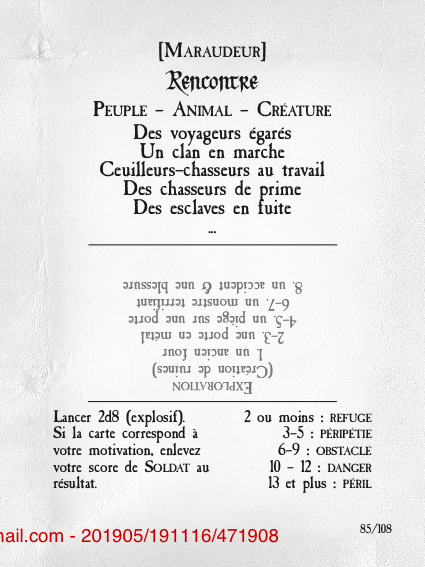 [MARAUDEUR]
Rencontre
PEUPLE – ANIMAL – CRÉATURE
Des voyageurs égarés
Un clan en marche
Ceuilleurs-chasseurs au travail
Des chasseurs de prime
Des esclaves en fuite
...
EXPLORATION
(Création de ruines)
1. un ancien four
2-3. une porte en métal
4-5. un piège sur une porte
6-7. un monstre terrifiant
8. un accident & une blessure
Lancer 2d8 (explosif).
Si la carte correspond à
votre motivation, enlevez
votre score de SOLDAT au
résultat.
2 ou moins : REFUGE
3-5 : PÉRIPÉTIE
6-9 : OBSTACLE
10 - 12 : DANGER
13 et plus : PÉRIL
85/108
mail.com - 201905/191116/471908